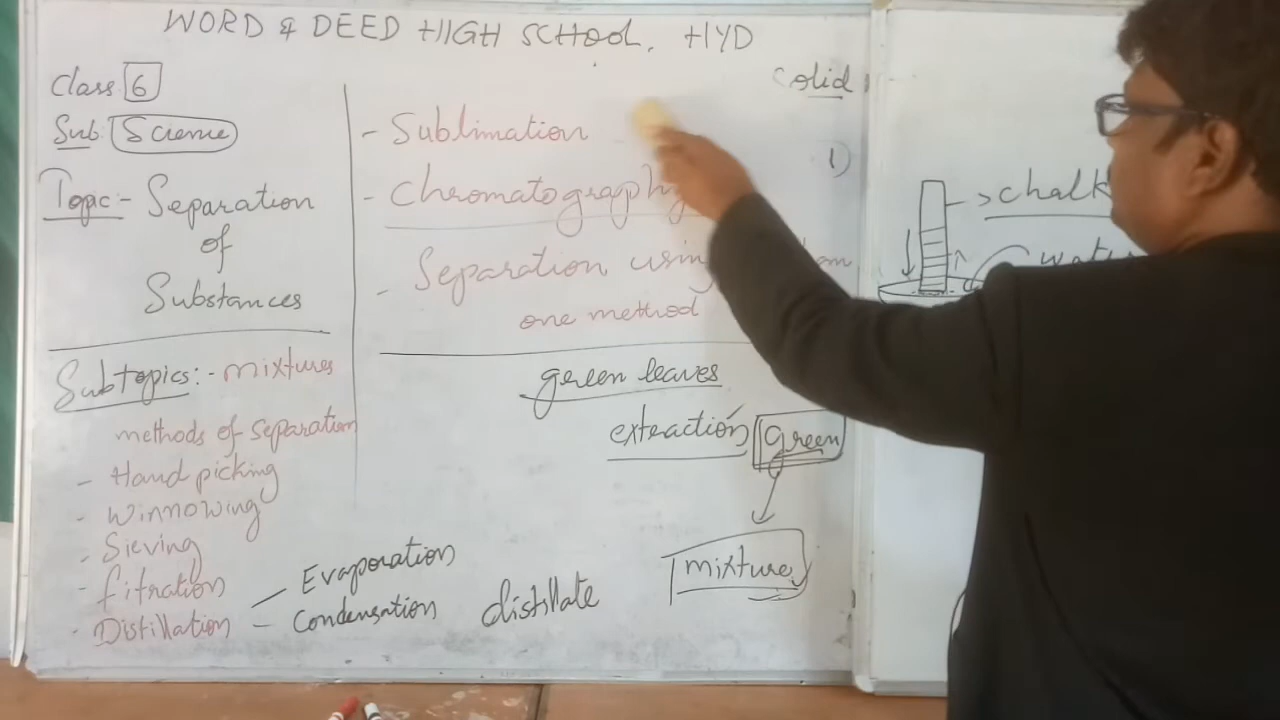 WORD & DEED HIGH SCHOOL, HYD
Class 6
Sub: Science
Topic:- Separation
of
Substances
Subtopics:- mixtures
methods of separation
- Hand picking
- Winnowing
- Sieving
- filtration
- Distillation - Evaporation
- Condensation
distillate
- Sublimation
- Chromatography
- Separation using
one method
green leaves
extraction green
mixture
solid
1)
chalk